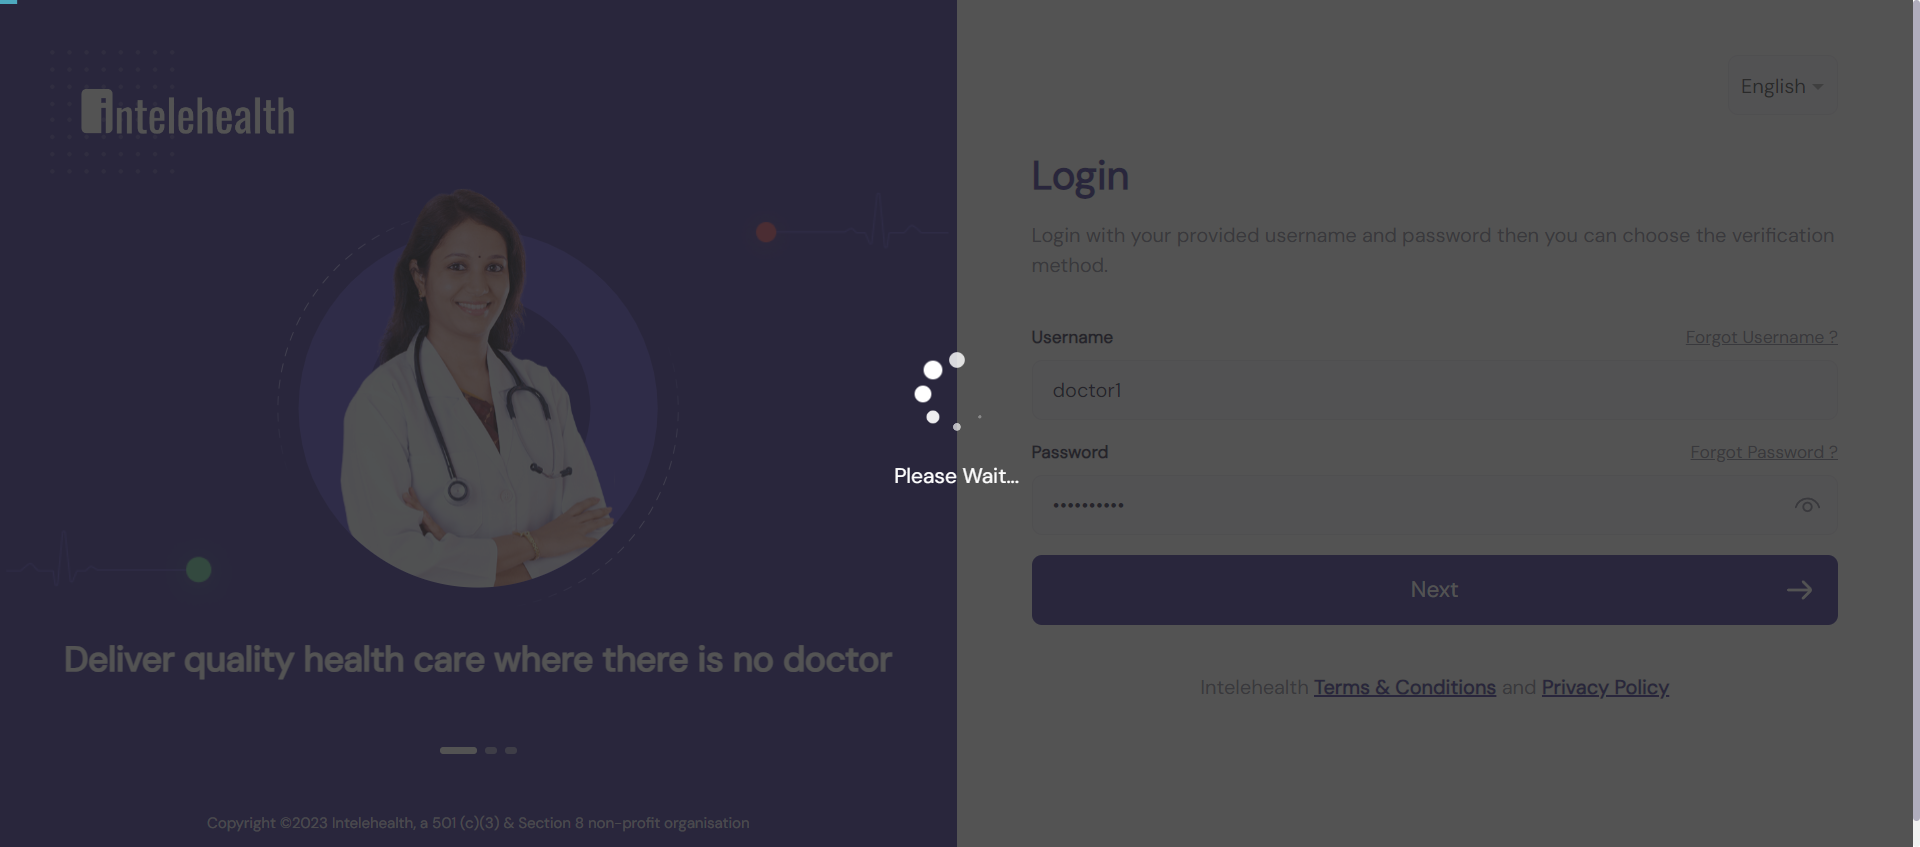 intelehealth
Deliver quality health care where there is no doctor
Copyright ©2023 Intelehealth, a 501 (c)(3) & Section 8 non-profit organisation
English
Login
Login with your provided username and password then you can choose the verification
method.
Username
Forgot Username ?
doctor1
Password
Forgot Password ?
••••••••••
Next
Intelehealth Terms & Conditions and Privacy Policy
Please Wait...